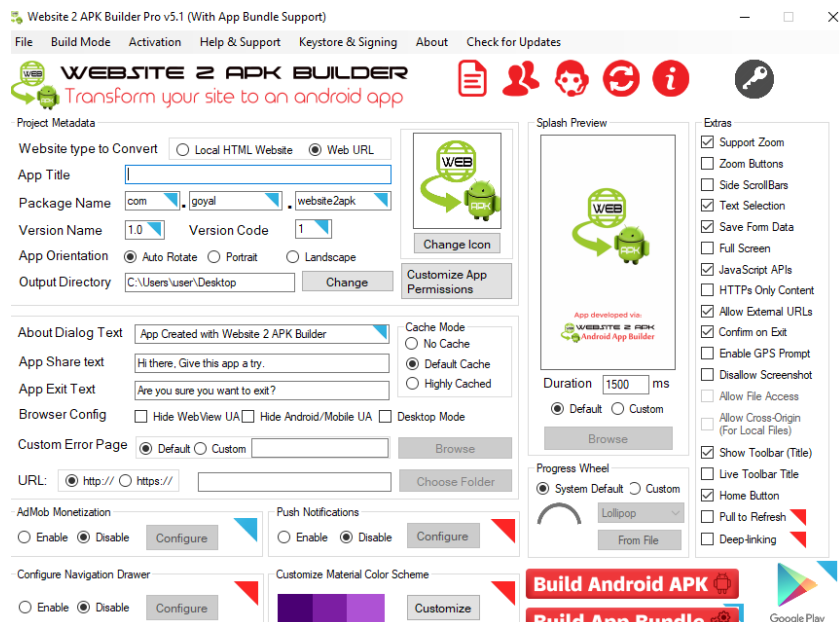 Website 2 APK Builder Pro v5.1 (With App Bundle Support)
File Build Mode Activation Help & Support Keystore & Signing About Check for Updates
WEB
APK
WEBSITE 2 APK BUILDER
Transform your site to an android app
Project Metadata
Website type to Convert Local HTML Website Web URL
App Title
Package Name com . goyal . website2apk
Version Name 1.0 Version Code 1
App Orientation Auto Rotate Portrait Landscape
Output Directory C:\Users\user\Desktop Change
WEB
APK
Change Icon
Customize App
Permissions
About Dialog Text App Created with Website 2 APK Builder
App Share text Hi there, Give this app a try.
App Exit Text Are you sure you want to exit?
Browser Config Hide WebView UA Hide Android/Mobile UA Desktop Mode
Custom Error Page Default Custom Browse
URL: http:// https:// Choose Folder
Cache Mode
No Cache
Default Cache
Highly Cached
AdMob Monetization
Enable Disable Configure
Push Notifications
Enable Disable Configure
Configure Navigation Drawer
Enable Disable Configure
Customize Material Color Scheme
Customize
Splash Preview
WEB
APK
App developed via:
WEBSITE 2 APK
Android App Builder
Duration 1500 ms
Default Custom
Browse
Progress Wheel
System Default Custom
Lollipop
From File
Build Android APK
Build App Bundle
Extras
Support Zoom
Zoom Buttons
Side ScrollBars
Text Selection
Save Form Data
Full Screen
JavaScript APIs
HTTPs Only Content
Allow External URLs
Confirm on Exit
Enable GPS Prompt
Disallow Screenshot
Allow File Access
Allow Cross-Origin
(For Local Files)
Show Toolbar (Title)
Live Toolbar Title
Home Button
Pull to Refresh
Deep-linking
Google Play